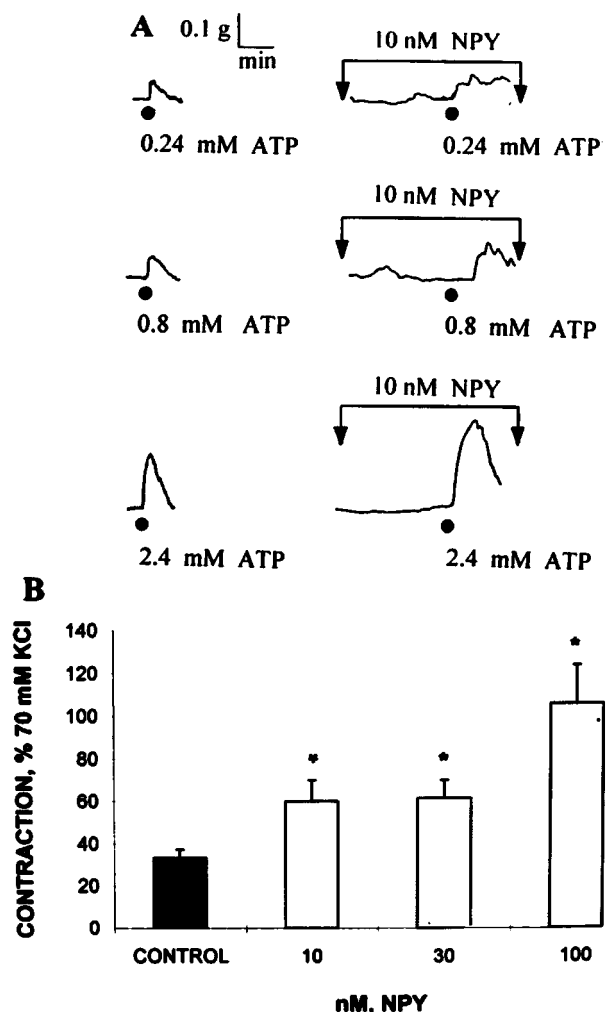 A 0.1 g
min
10 nM NPY
0.24 mM ATP 0.24 mM ATP
10 nM NPY
0.8 mM ATP 0.8 mM ATP
10 nM NPY
2.4 mM ATP 2.4 mM ATP
B
CONTRACTION, % 70 mM KCl
140
120
100
80
60
40
20
0
* * *
CONTROL 10 30 100
nM, NPY